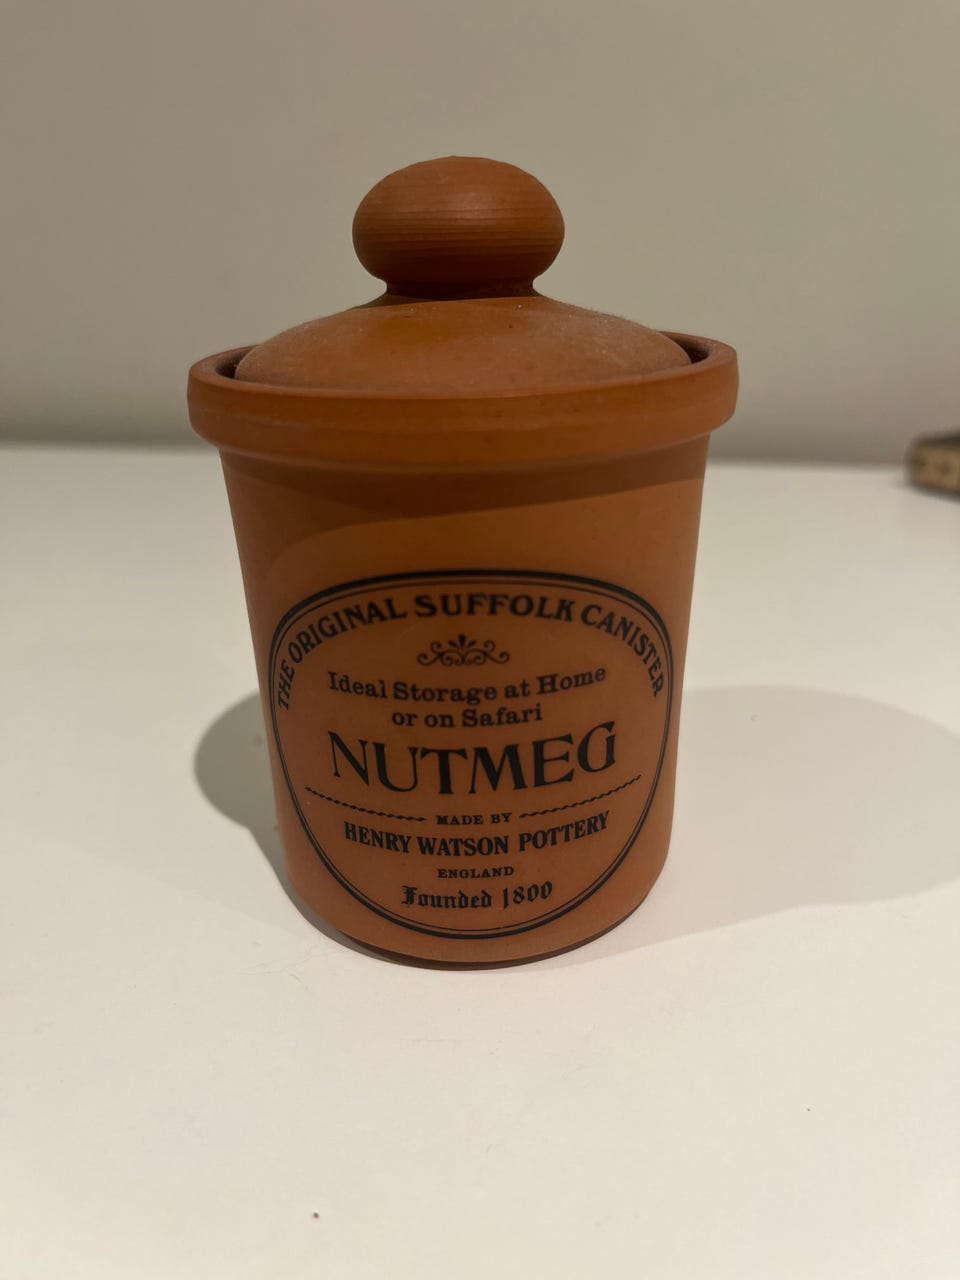 THE ORIGINAL SUFFOLK CANISTER
Ideal Storage at Home
or on Safari
NUTMEG
MADE BY
HENRY WATSON POTTERY
ENGLAND
Founded 1800